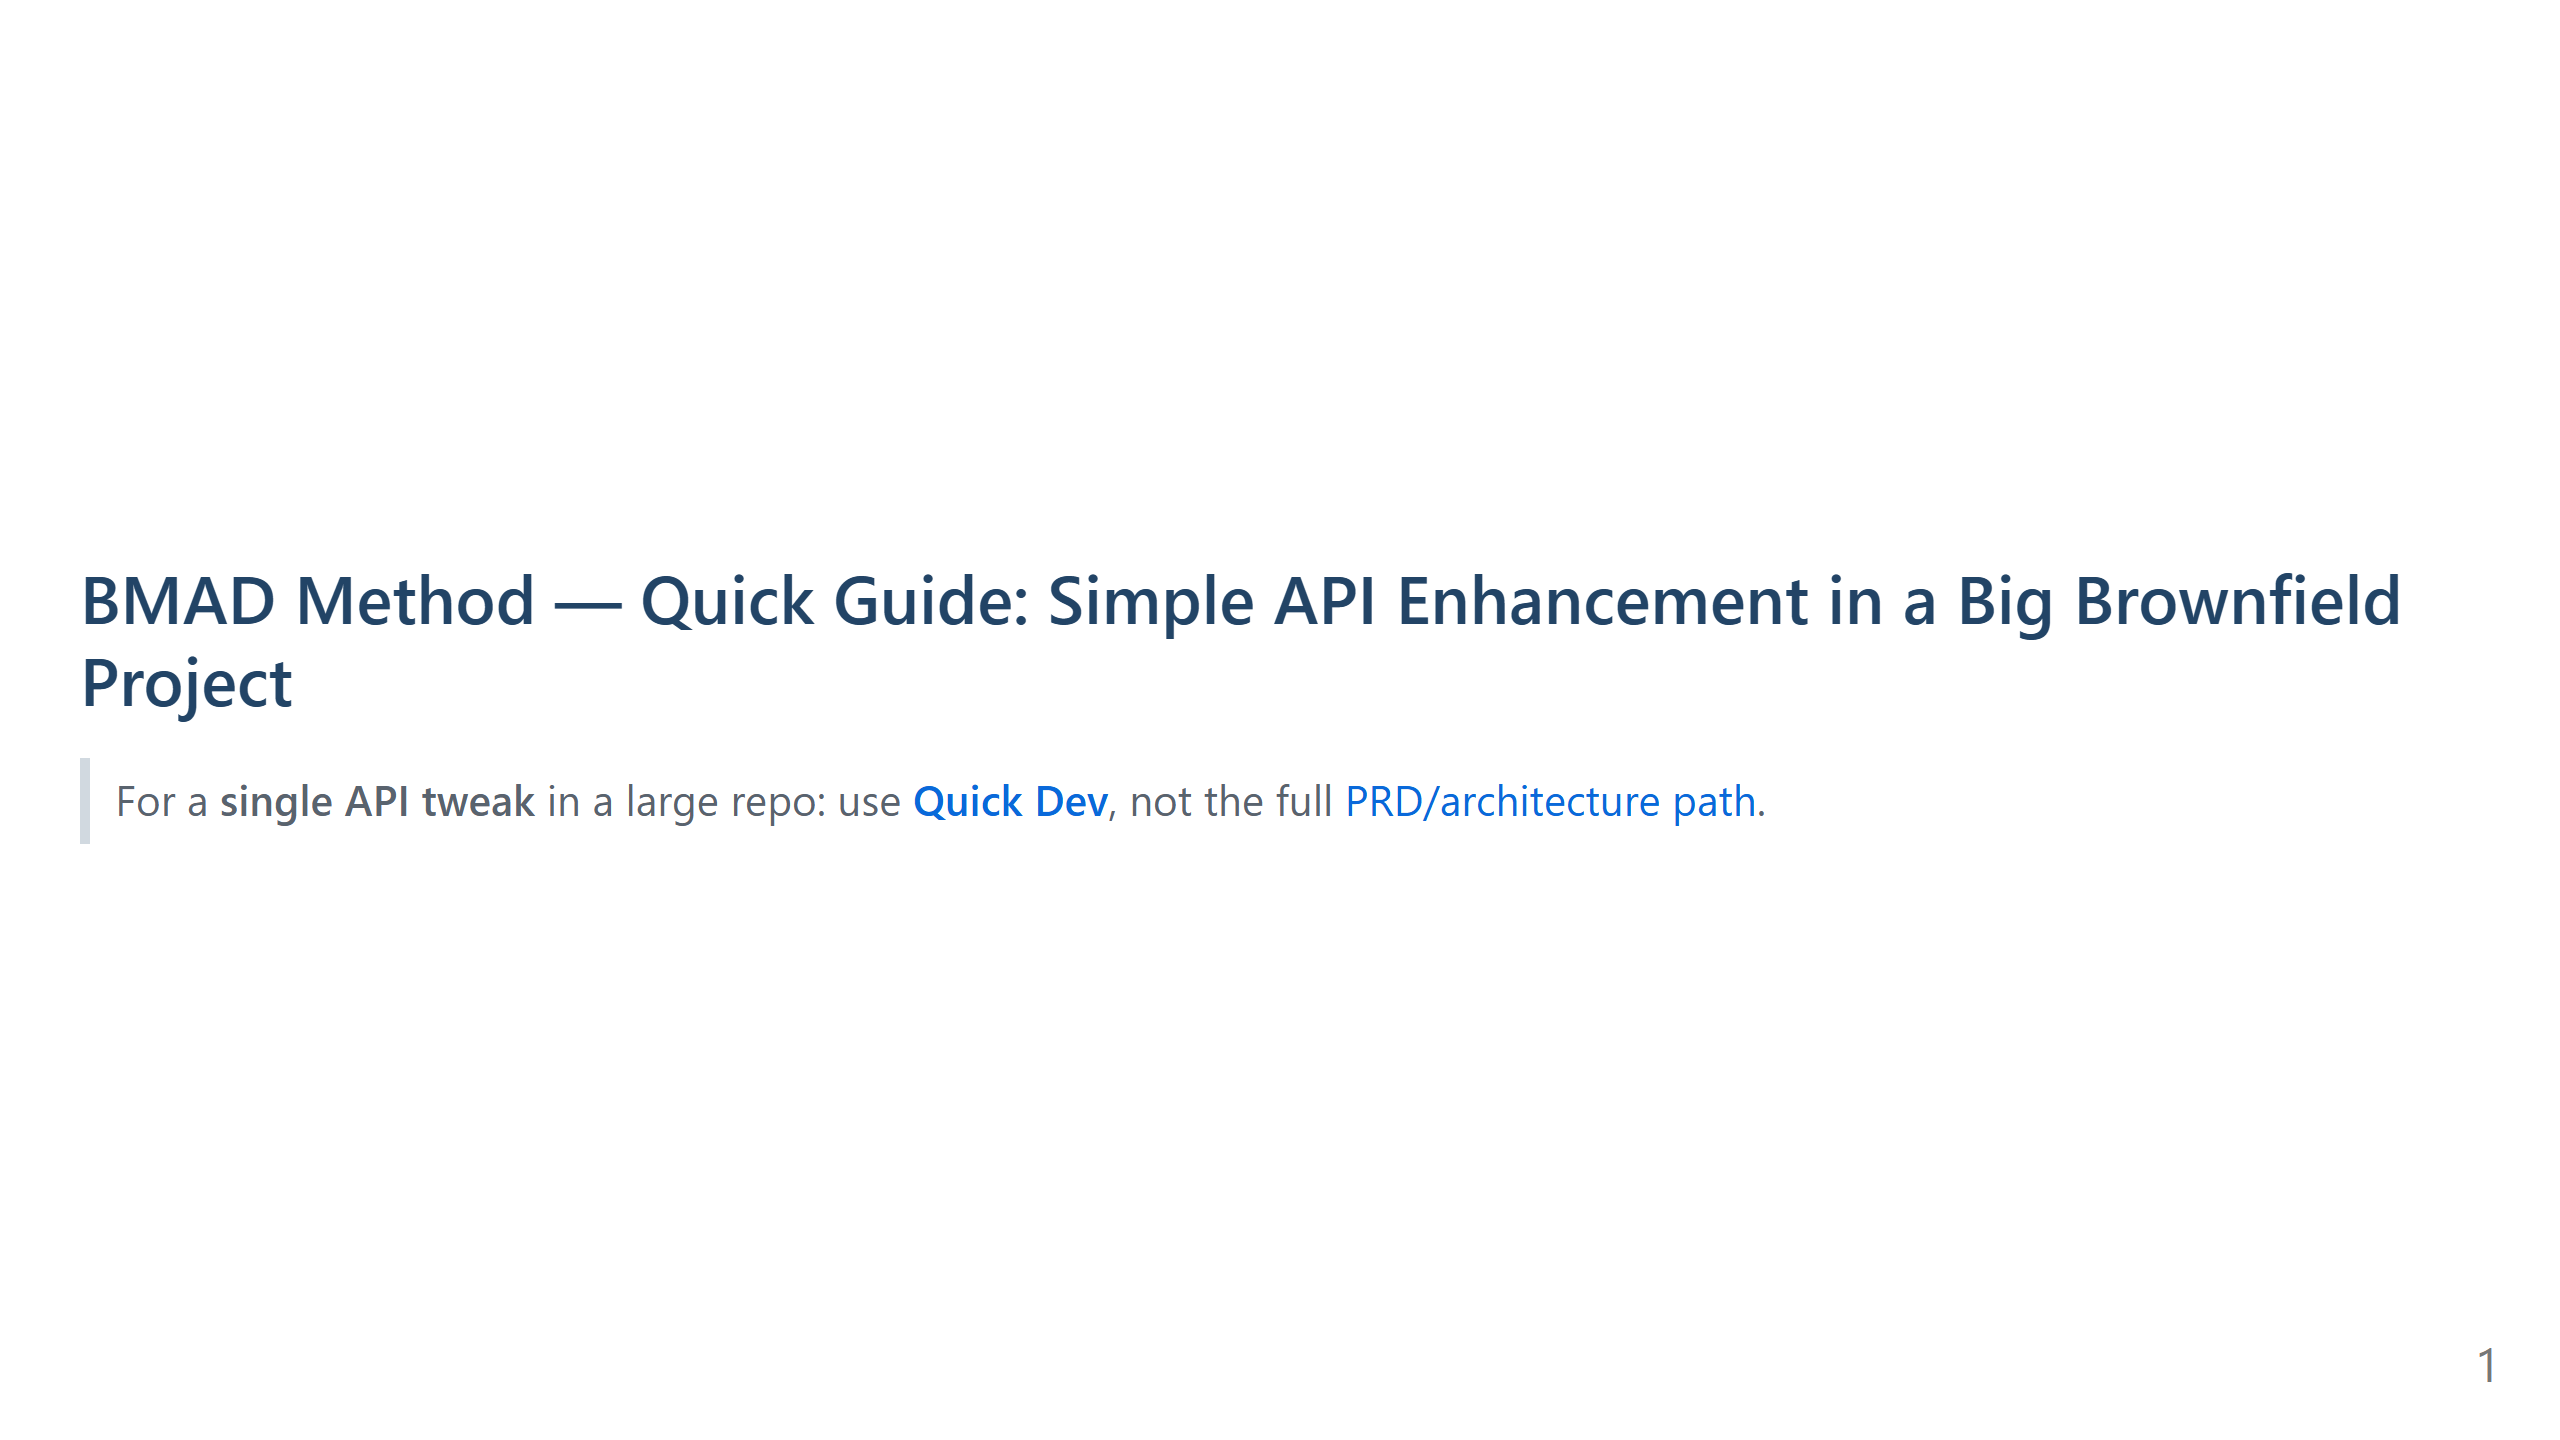 BMAD Method — Quick Guide: Simple API Enhancement in a Big Brownfield
Project
For a single API tweak in a large repo: use Quick Dev, not the full PRD/architecture path.
1